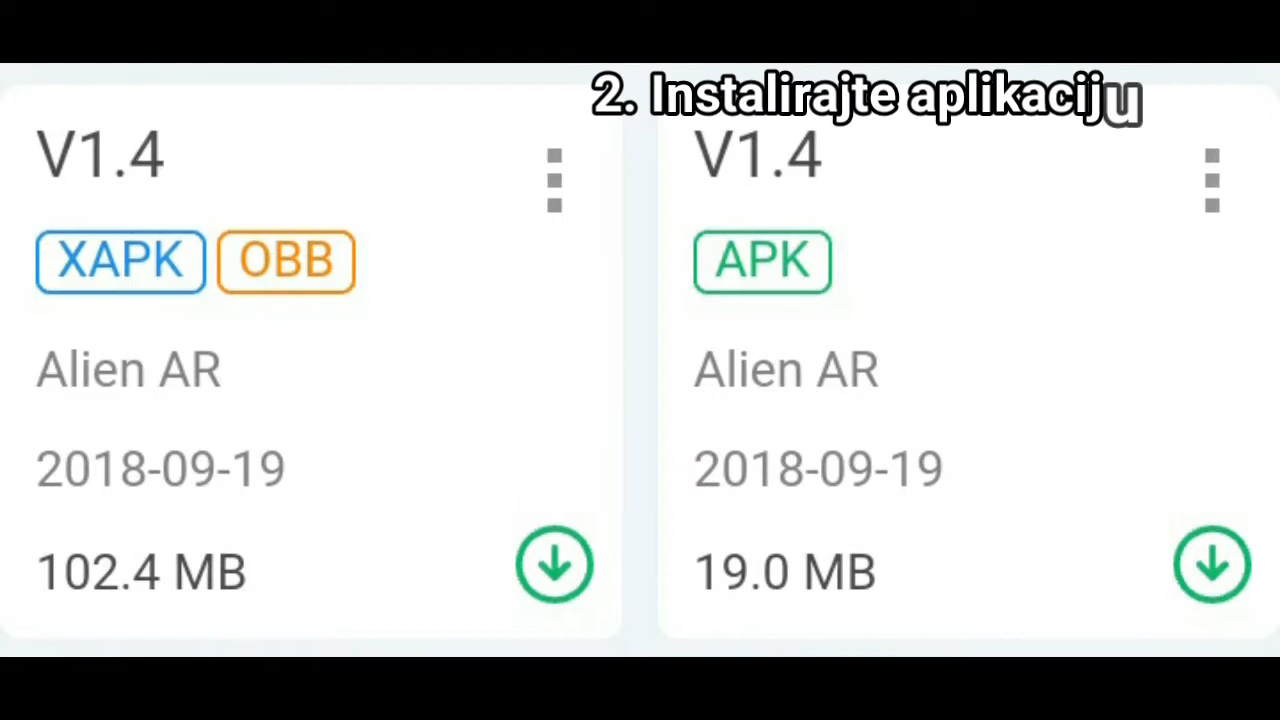 2. Instalirajte aplikaciju
V1.4
XAPK OBB
Alien AR
2018-09-19
102.4 MB
V1.4
APK
Alien AR
2018-09-19
19.0 MB